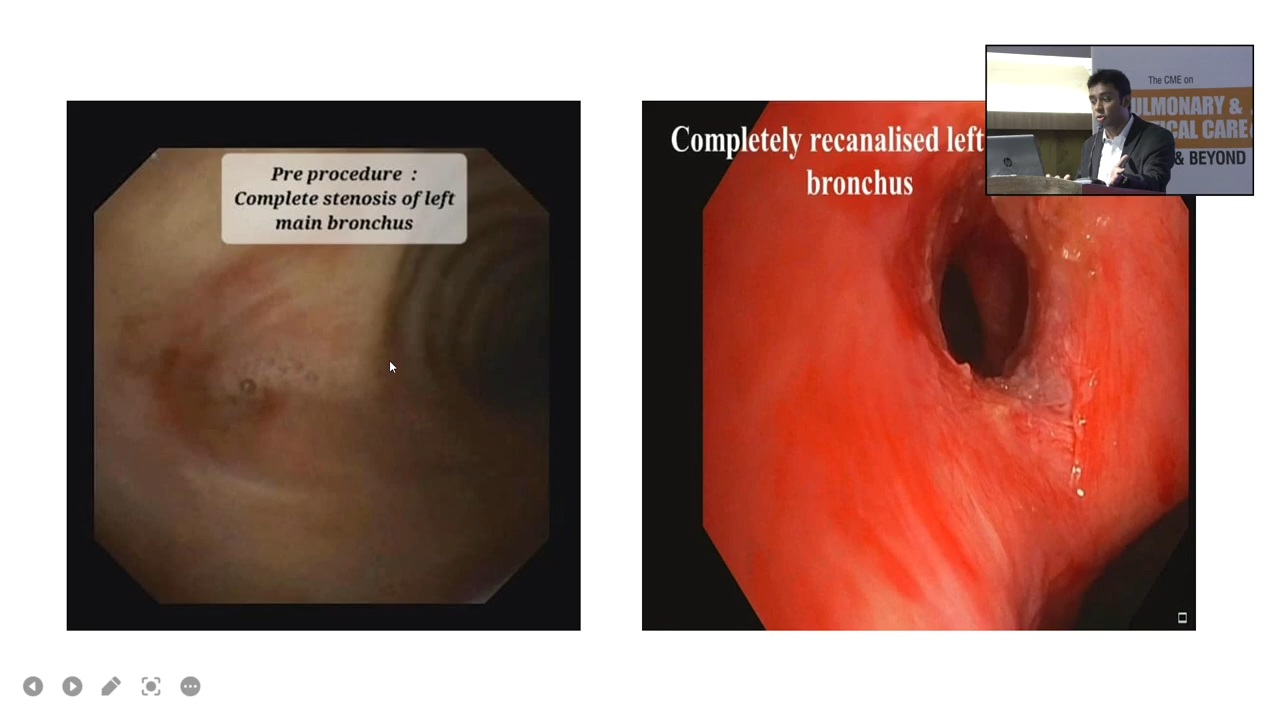 Pre procedure :
Complete stenosis of left
main bronchus
Completely recanalised left
bronchus
The CME on
ULMONARY &
ICAL CARE
& BEYOND
hp